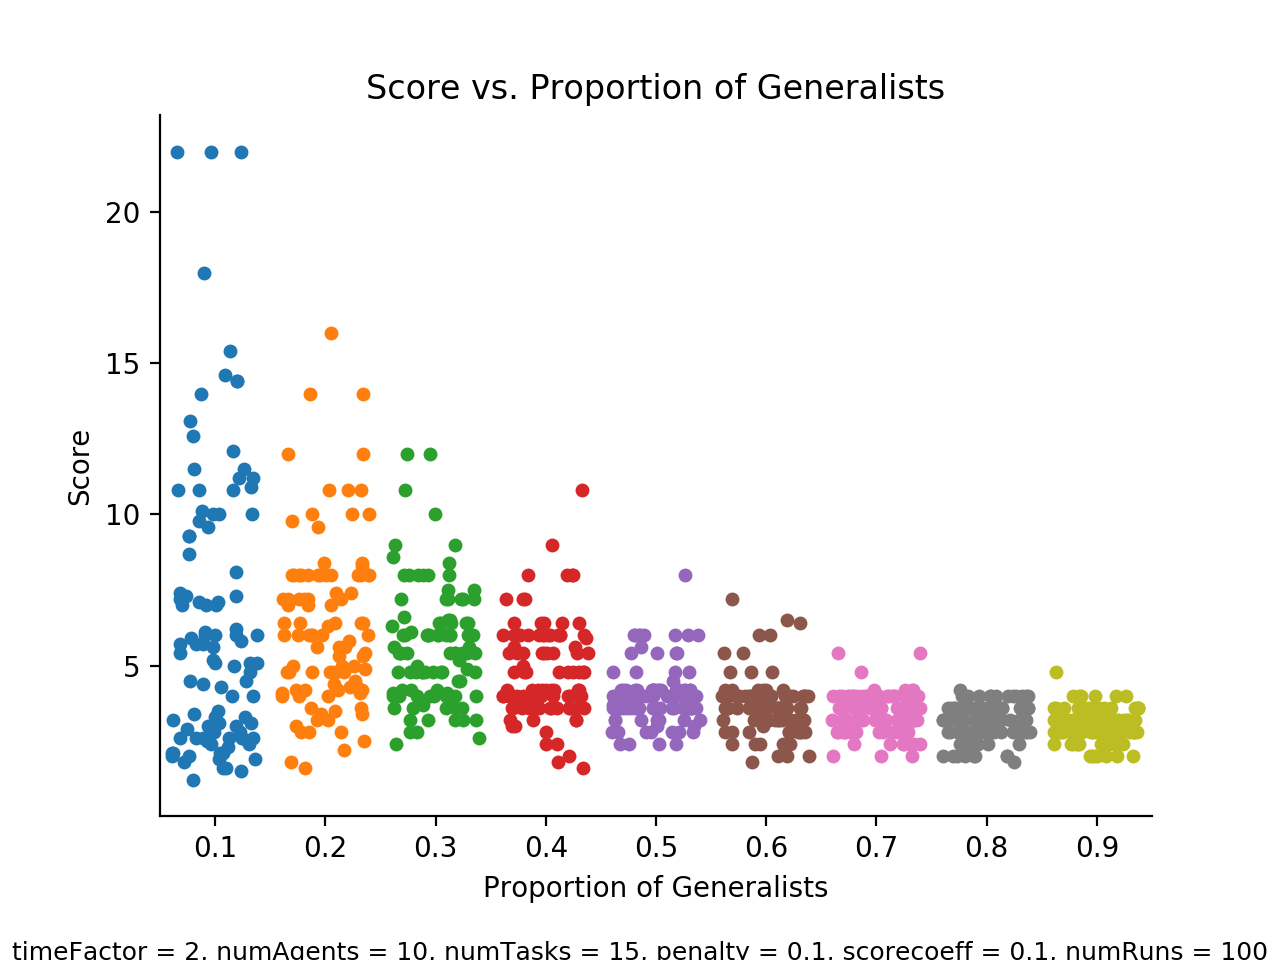 Score vs. Proportion of Generalists
20
15
10
5
Score
0.1 0.2 0.3 0.4 0.5 0.6 0.7 0.8 0.9
Proportion of Generalists
timeFactor = 2, numAgents = 10, numTasks = 15, penalty = 0.1, scorecoeff = 0.1, numRuns = 100